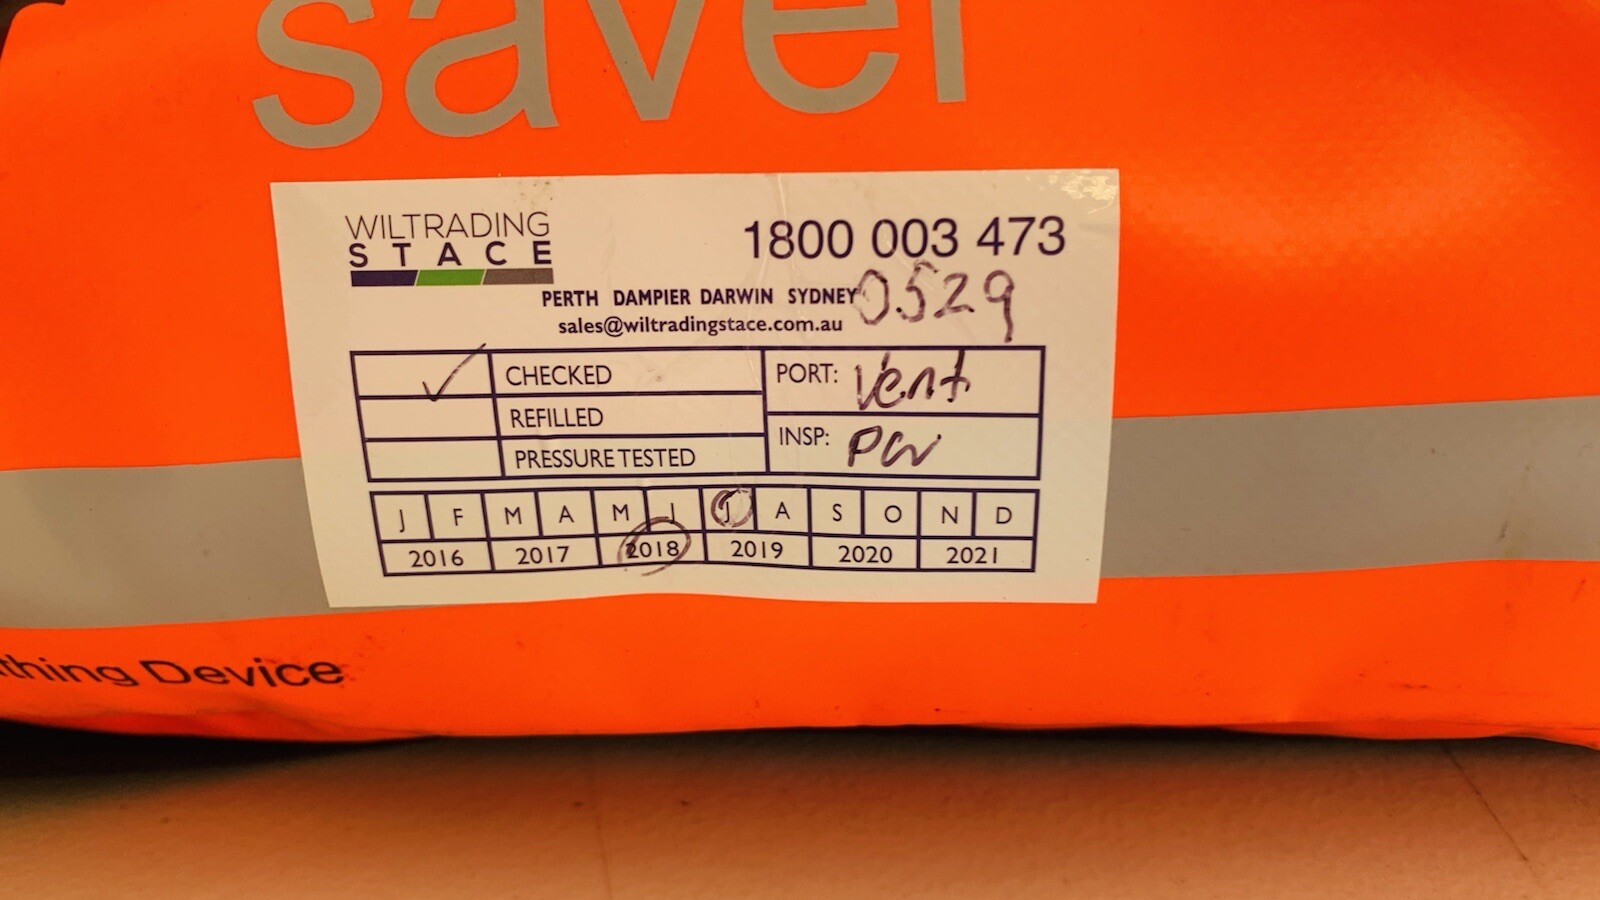 saver
WILTRADING
STACE
1800 003 473
PERTH DAMPIER DARWIN SYDNEY
0529
sales@wiltradingstace.com.au
CHECKED
REFILLED
PRESSURE TESTED
PORT: Vent
INSP: PW
J F M A M J J A S O N D
2016 2017 2018 2019 2020 2021
thing Device